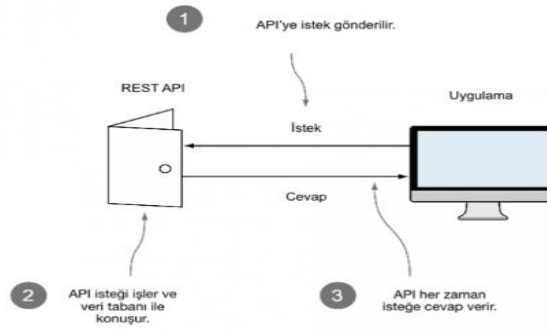 1
API'ye istek gönderilir.
REST API
Uygulama
İstek
Cevap
2
API isteği işler ve
veri tabanı ile
konuşur.
3
API her zaman
isteğe cevap verir.